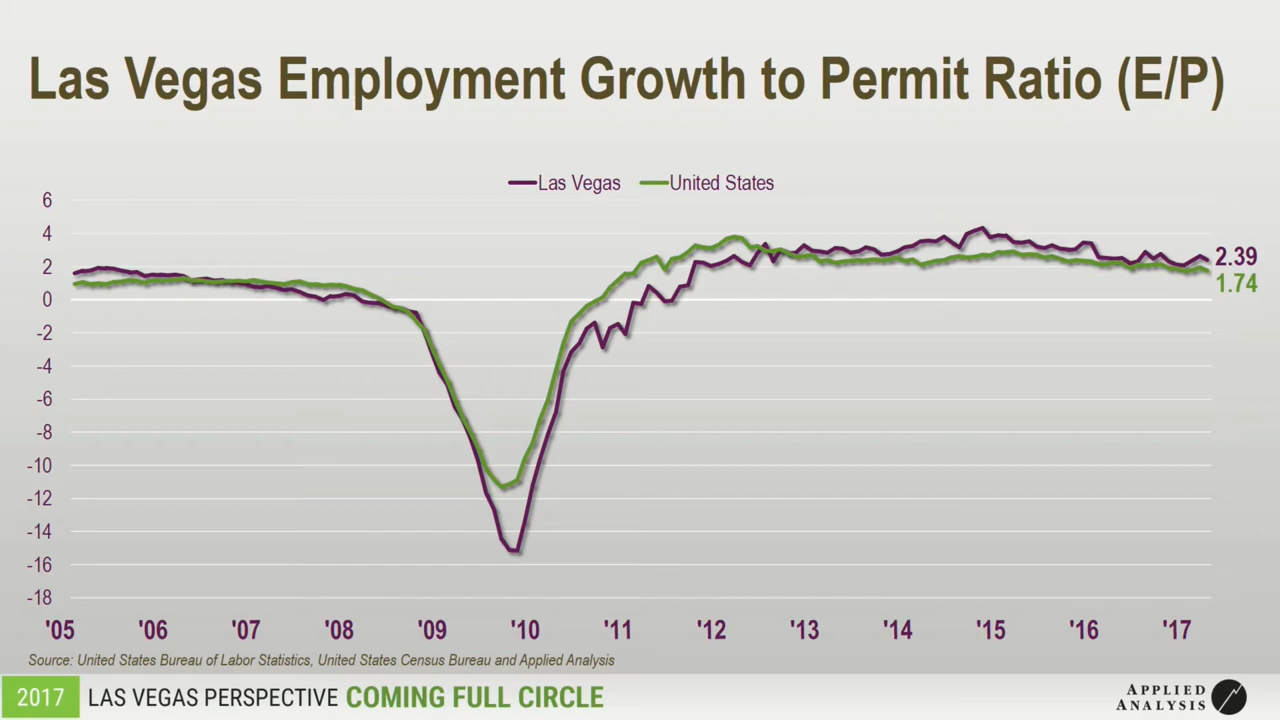 Las Vegas Employment Growth to Permit Ratio (E/P)
Las Vegas United States
6
4
2
0
-2
-4
-6
-8
-10
-12
-14
-16
-18
2.39
1.74
'05 '06 '07 '08 '09 '10 '11 '12 '13 '14 '15 '16 '17
Source: United States Bureau of Labor Statistics, United States Census Bureau and Applied Analysis
2017 LAS VEGAS PERSPECTIVE COMING FULL CIRCLE
APPLIED
ANALYSIS